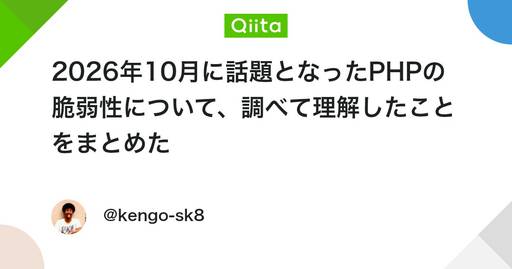 Qiita
2026年10月に話題となったPHPの
脆弱性について、調べて理解したこと
をまとめた
@kengo-sk8